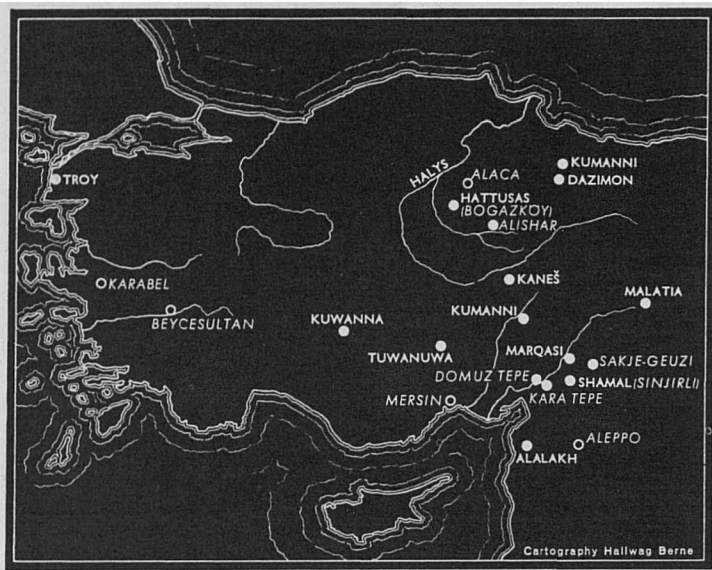 KUMANNI
DAZIMON
TROY
HALYS
ALACA
HATTUSAS
(BOGAZKÖY)
ALISHAR
KARABEL
KANEŠ
MALATIA
BEYCESULTAN
KUWANNA
KUMANNI
TUWANUWA
MARQASI
SAKJE-GEUZI
DOMUZ TEPE
SHAMAL (SINJIRLI)
KARA TEPE
MERSIN
ALALAKH
ALEPPO
Cartography Hallwag Berne